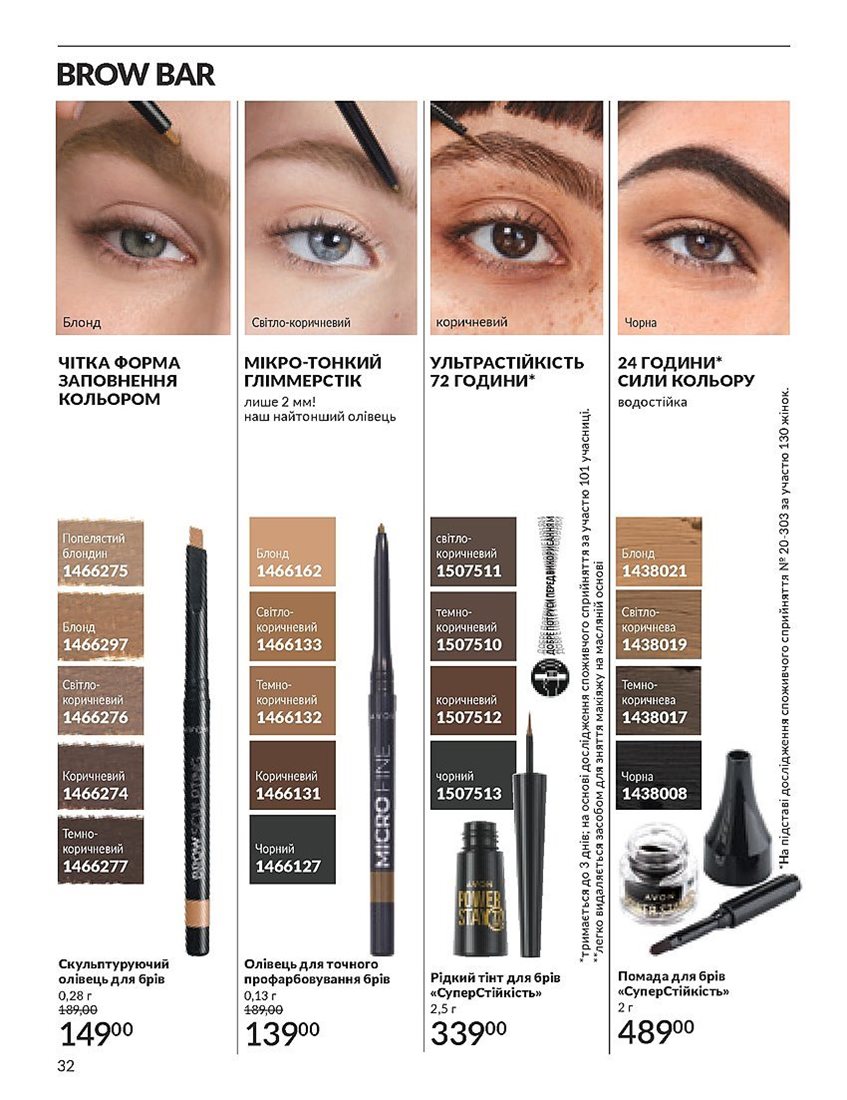 BROW BAR
Блонд
ЧІТКА ФОРМА
ЗАПОВНЕННЯ
КОЛЬОРОМ
Попелястий
блондин
1466275
Блонд
1466297
Світло-
коричневий
1466276
Коричневий
1466274
Темно-
коричневий
1466277
BROW SCULPTING
Скульптуруючий
олівець для брів
0,28 г
189,00
14900
Світло-коричневий
МІКРО-ТОНКИЙ
ГЛІММЕРСТІК
лише 2 мм!
наш найтонший олівець
Блонд
1466162
Світло-
коричневий
1466133
Темно-
коричневий
1466132
Коричневий
1466131
Чорний
1466127
AVON
MICRO FINE
Олівець для точного
профарбовування брів
0,13 г
189,00
13900
коричневий
УЛЬТРАСТІЙКІСТЬ
72 ГОДИНИ*
світло-
коричневий
1507511
темно-
коричневий
1507510
коричневий
1507512
чорний
1507513
ДОБРЕ ПОТРУСИ ПЕРЕД ВИКОРИСТАННЯМ
AVON
POWER
STAY
*тримається до 3 днів; на основі дослідження споживчого сприйняття за участю 101 учасниці.
**легко видаляється засобом для зняття макіяжу на масляній основі
Рідкий тінт для брів
«СуперСтійкість»
2,5 г
33900
Чорна
24 ГОДИНИ*
СИЛИ КОЛЬОРУ
водостійка
Блонд
1438021
Світло-
коричнева
1438019
Темно-
коричнева
1438017
Чорна
1438008
AVON
POWER STAY
*На підставі дослідження споживчого сприйняття № 20-303 за участю 130 жінок.
Помада для брів
«СуперСтійкість»
2 г
48900
32